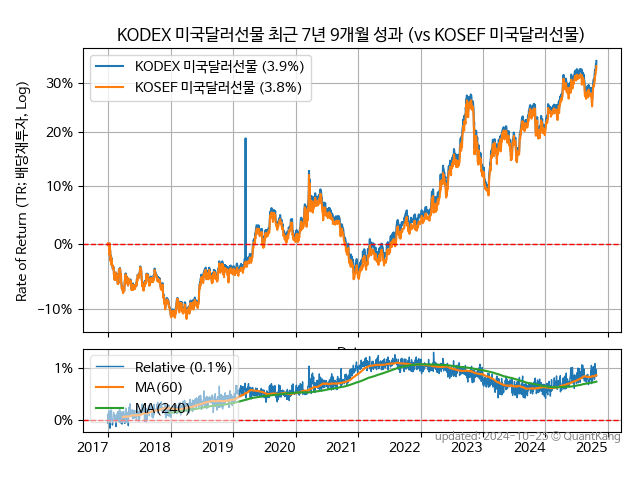 KODEX 미국달러선물 최근 7년 9개월 성과 (vs KOSEF 미국달러선물)
KODEX 미국달러선물 (3.9%)
KOSEF 미국달러선물 (3.8%)
Rate of Return (TR: 배당재투자, Log)
30%
20%
10%
0%
−10%
Relative (0.1%)
MA(60)
MA(240)
1%
0%
2017 2018 2019 2020 2021 2022 2023 2024 2025
updated: 2024-10-25 © QuantKang